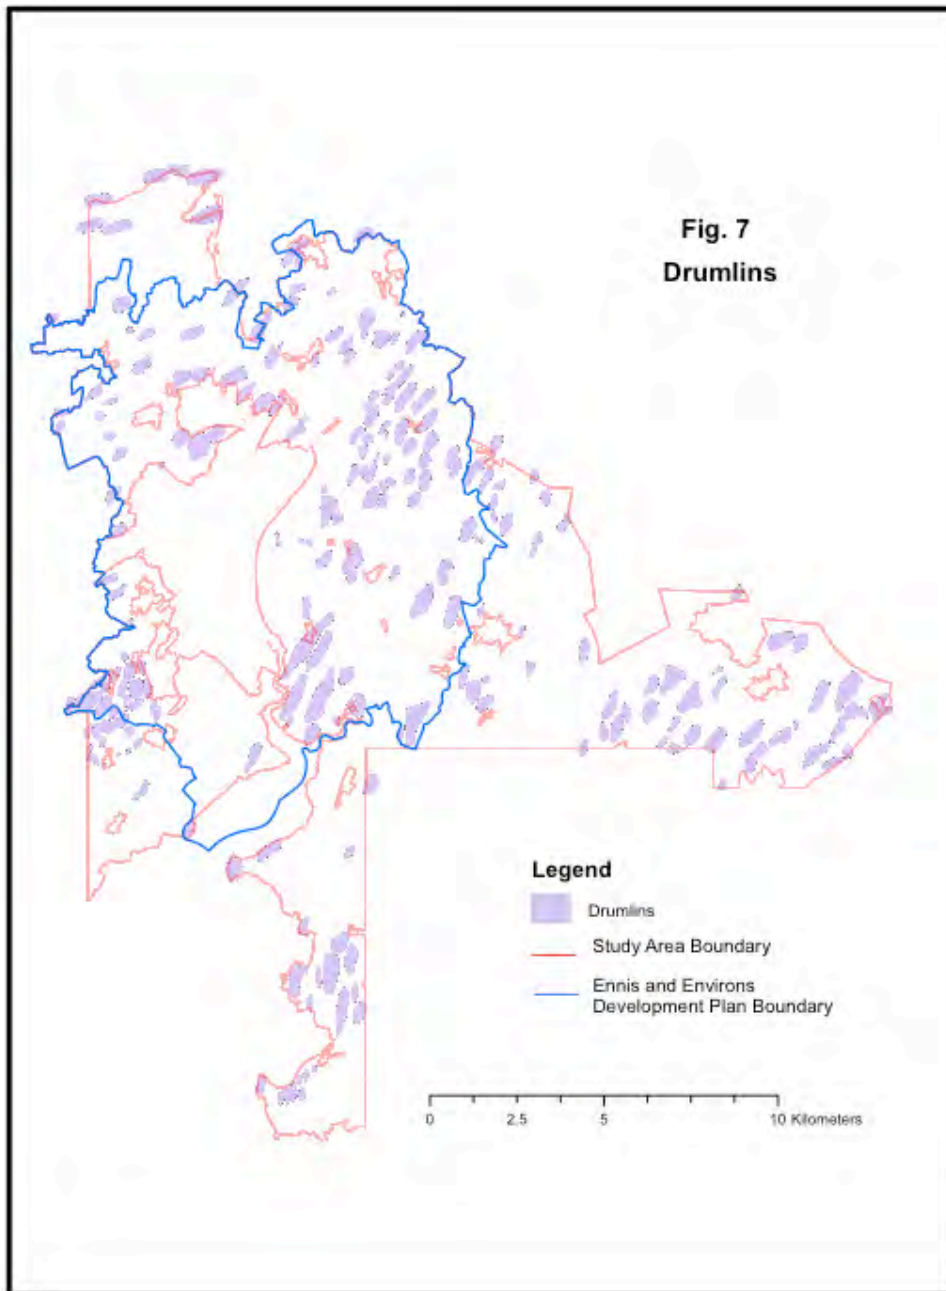 Fig. 7
Drumlins
Legend
Drumlins
Study Area Boundary
Ennis and Environs
Development Plan Boundary
0 2.5 5 10 Kilometers